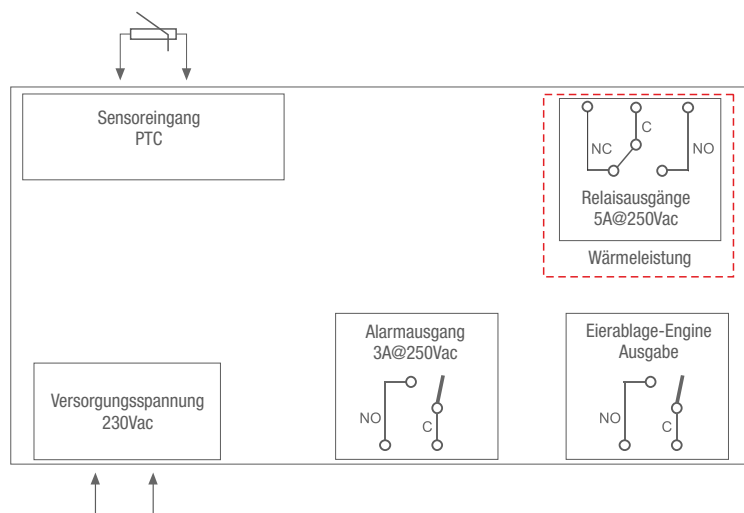 Sensoreingang
PTC
NC
C
NO
Relaisausgänge
5A@250Vac
Wärmeleistung
Alarmausgang
3A@250Vac
NO
C
Eierablage-Engine
Ausgabe
NO
C
Versorgungsspannung
230Vac